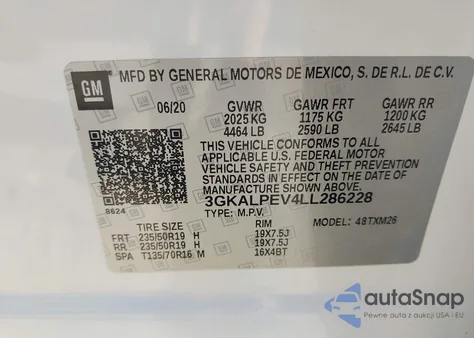 GM
MFD BY GENERAL MOTORS DE MEXICO, S. DE R.L. DE C.V.
06/20 GVWR GAWR FRT GAWR RR
2025 KG 1175 KG 1200 KG
4464 LB 2590 LB 2645 LB
THIS VEHICLE CONFORMS TO ALL
APPLICABLE U.S. FEDERAL MOTOR
VEHICLE SAFETY AND THEFT PREVENTION
STANDARDS IN EFFECT ON THE DATE OF
MANUFACTURE SHOWN ABOVE.
3GKALPEV4LL286228
8624
TYPE: M.P.V. MODEL: 4STXM26
TIRE SIZE RIM
FRT 235/50R19 H 19X7.5J
RR 235/50R19 H 19X7.5J
SPA T135/70R16 M 16X4BT
autoSnap
Pewne auta z USA i EU